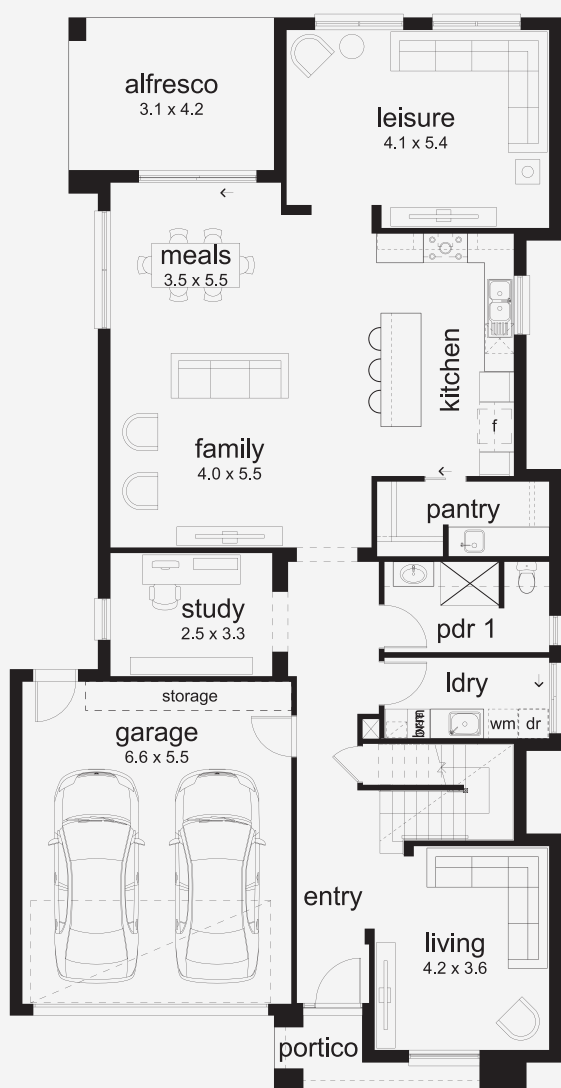 alfresco
3.1 x 4.2
leisure
4.1 x 5.4
meals
3.5 x 5.5
kitchen
f
family
4.0 x 5.5
pantry
study
2.5 x 3.3
pdr 1
ldry
wm dr
storage
garage
6.6 x 5.5
entry
living
4.2 x 3.6
portico